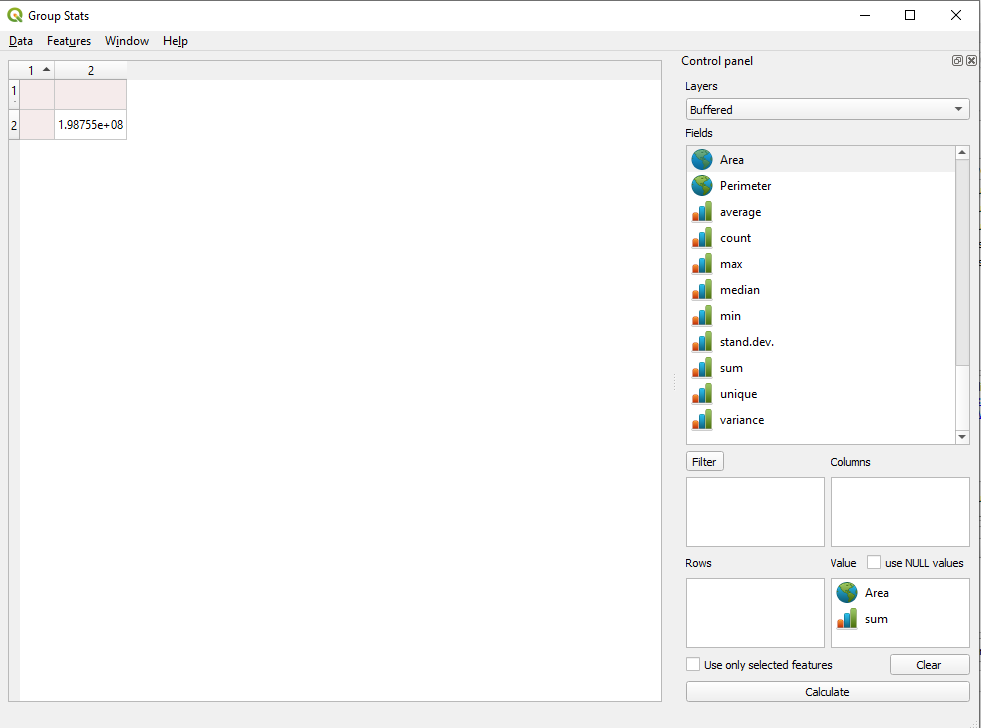 Group Stats
Data Features Window Help
1 2
1
2 1.98755e+08
Control panel
Layers
Buffered
Fields
Area
Perimeter
average
count
max
median
min
stand.dev.
sum
unique
variance
Filter Columns
Rows Value use NULL values
Area
sum
Use only selected features Clear
Calculate